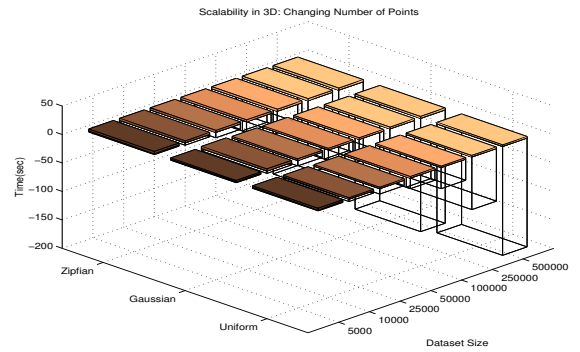 Scalability in 3D: Changing Number of Points
50
0
−50
−100
−150
−200
Time(sec)
Zipfian
Gaussian
Uniform
5000
10000
25000
50000
100000
250000
500000
Dataset Size